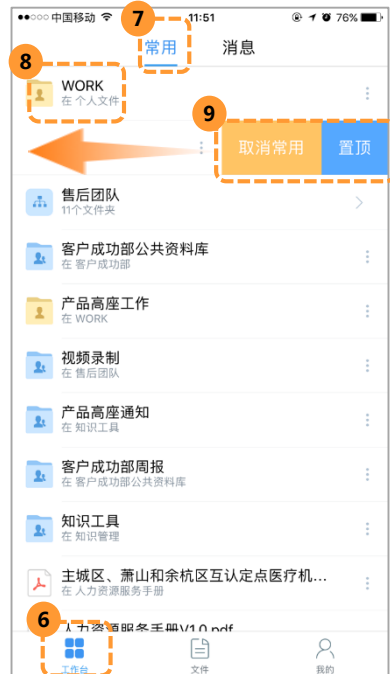 中国移动 11:51 76%
7
常用 消息
8
WORK
在 个人文件
9
取消常用 置顶
售后团队
11个文件夹
客户成功部公共资料库
在 客户成功部
产品高座工作
在 WORK
视频录制
在 售后团队
产品高座通知
在 知识工具
客户成功部周报
在 客户成功部公共资料库
知识工具
在 知识管理
主城区、萧山和余杭区互认定点医疗机...
在 人力资源服务手册
6
人力资源服务手册V1.0.pdf
工作台 文件 我的